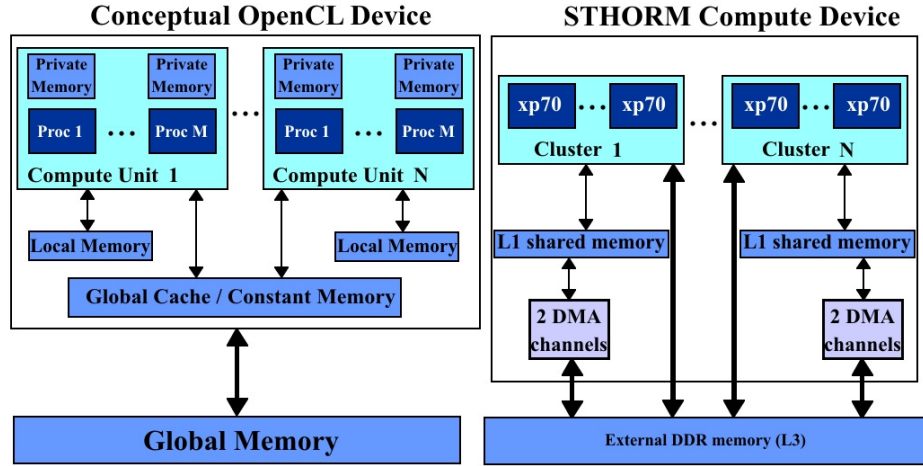 Conceptual OpenCL Device
Private Memory
Private Memory
Proc 1
...
Proc M
Compute Unit 1
...
Private Memory
Private Memory
Proc 1
...
Proc M
Compute Unit N
Local Memory
Local Memory
Global Cache / Constant Memory
Global Memory
STHORM Compute Device
xp70
...
xp70
Cluster 1
...
xp70
...
xp70
Cluster N
L1 shared memory
L1 shared memory
2 DMA
channels
2 DMA
channels
External DDR memory (L3)